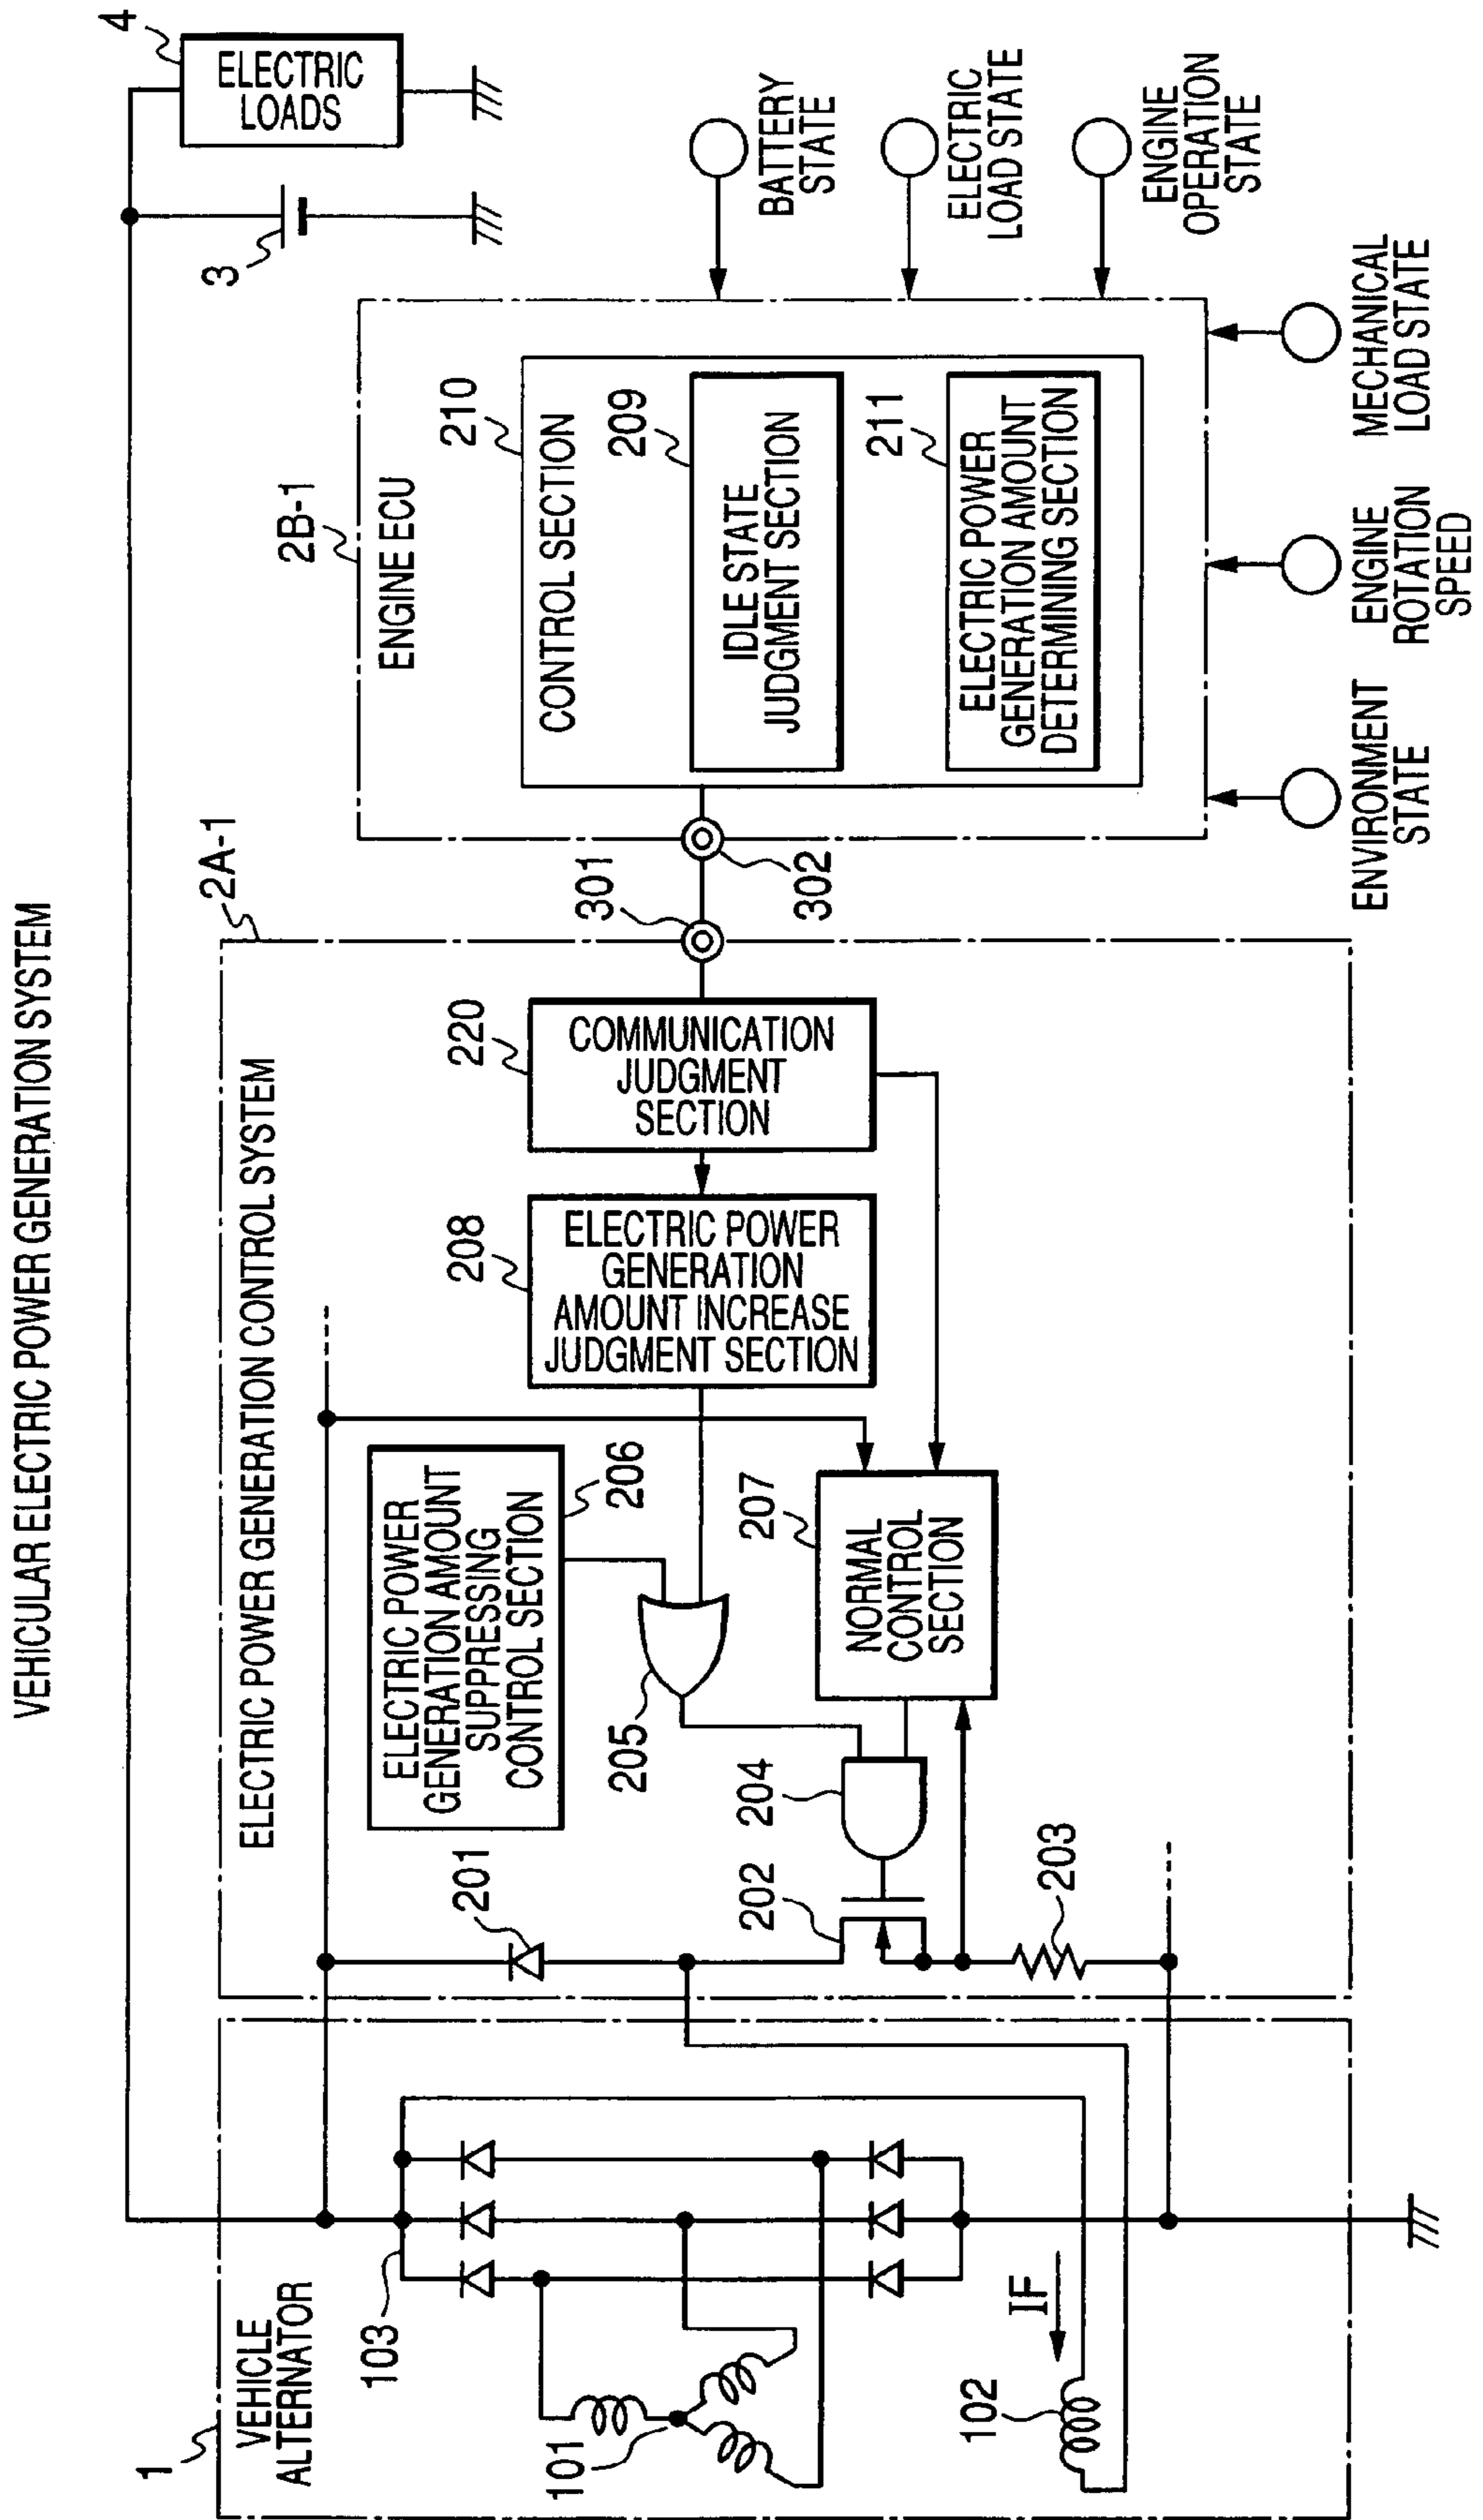 VEHICULAR ELECTRIC POWER GENERATION SYSTEM
1
VEHICLE
ALTERNATOR
103
101
102
IF
2A-1
ELECTRIC POWER GENERATION CONTROL SYSTEM
201
202
203
204
205
ELECTRIC POWER
GENERATION AMOUNT
SUPPRESSING
CONTROL SECTION
206
207
NORMAL
CONTROL
SECTION
208
ELECTRIC POWER
GENERATION
AMOUNT INCREASE
JUDGMENT SECTION
220
COMMUNICATION
JUDGMENT
SECTION
301
302
2B-1
ENGINE ECU
210
CONTROL SECTION
209
IDLE STATE
JUDGMENT SECTION
211
ELECTRIC POWER
GENERATION AMOUNT
DETERMINING SECTION
3
4
ELECTRIC
LOADS
BATTERY
STATE
ELECTRIC
LOAD STATE
ENGINE
OPERATION
STATE
ENVIRONMENT
STATE
ENGINE
ROTATION
SPEED
MECHANICAL
LOAD STATE